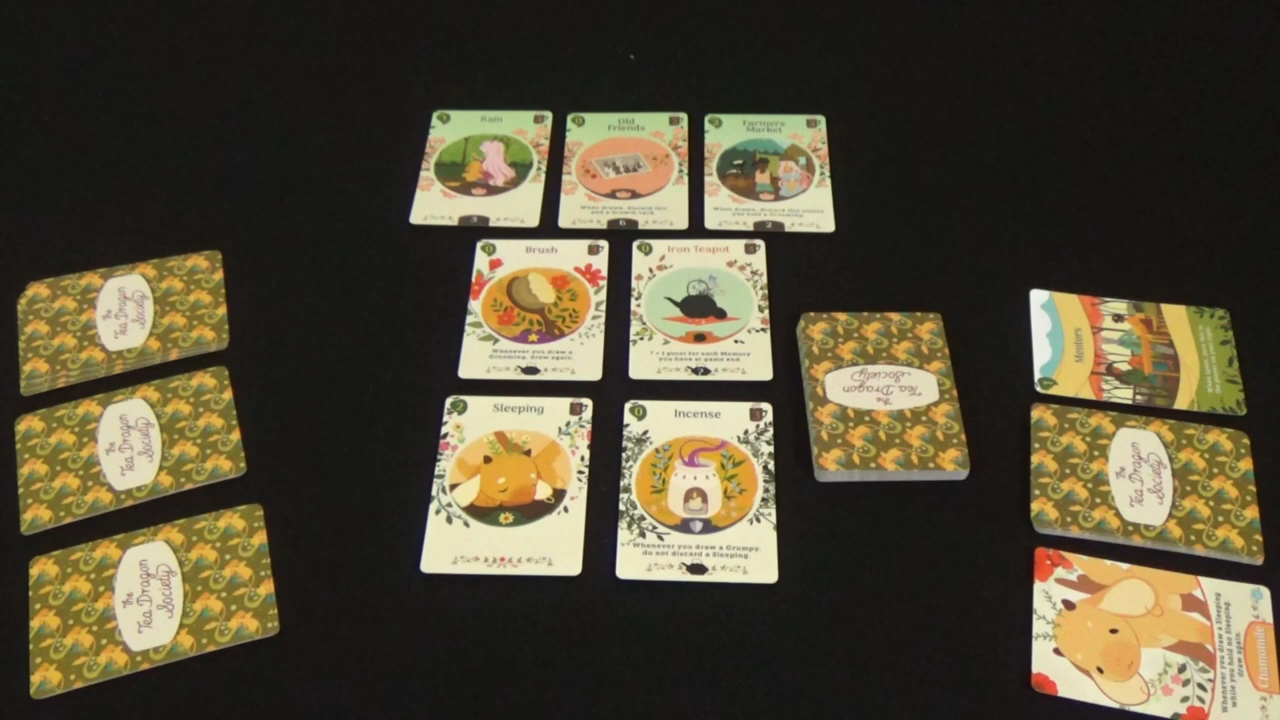 Rain
3
Old
Friends
When drawn, discard this
and a Growth card.
6
Farmers
Market
When drawn, discard this unless
you hold a Grooming.
2
Brush
Whenever you draw a
Grooming, draw again.
Iron Teapot
+ 1 point for each Memory
you have at game end.
Sleeping
Incense
Whenever you draw a Grumpy,
do not discard a Sleeping.
The
Tea Dragon
Society
The
Tea Dragon
Society
The
Tea Dragon
Society
The
Tea Dragon
Society
Mentors
The
Tea Dragon
Society
Whenever you draw a Sleeping
while you hold no Sleeping,
draw again.
Chamomile